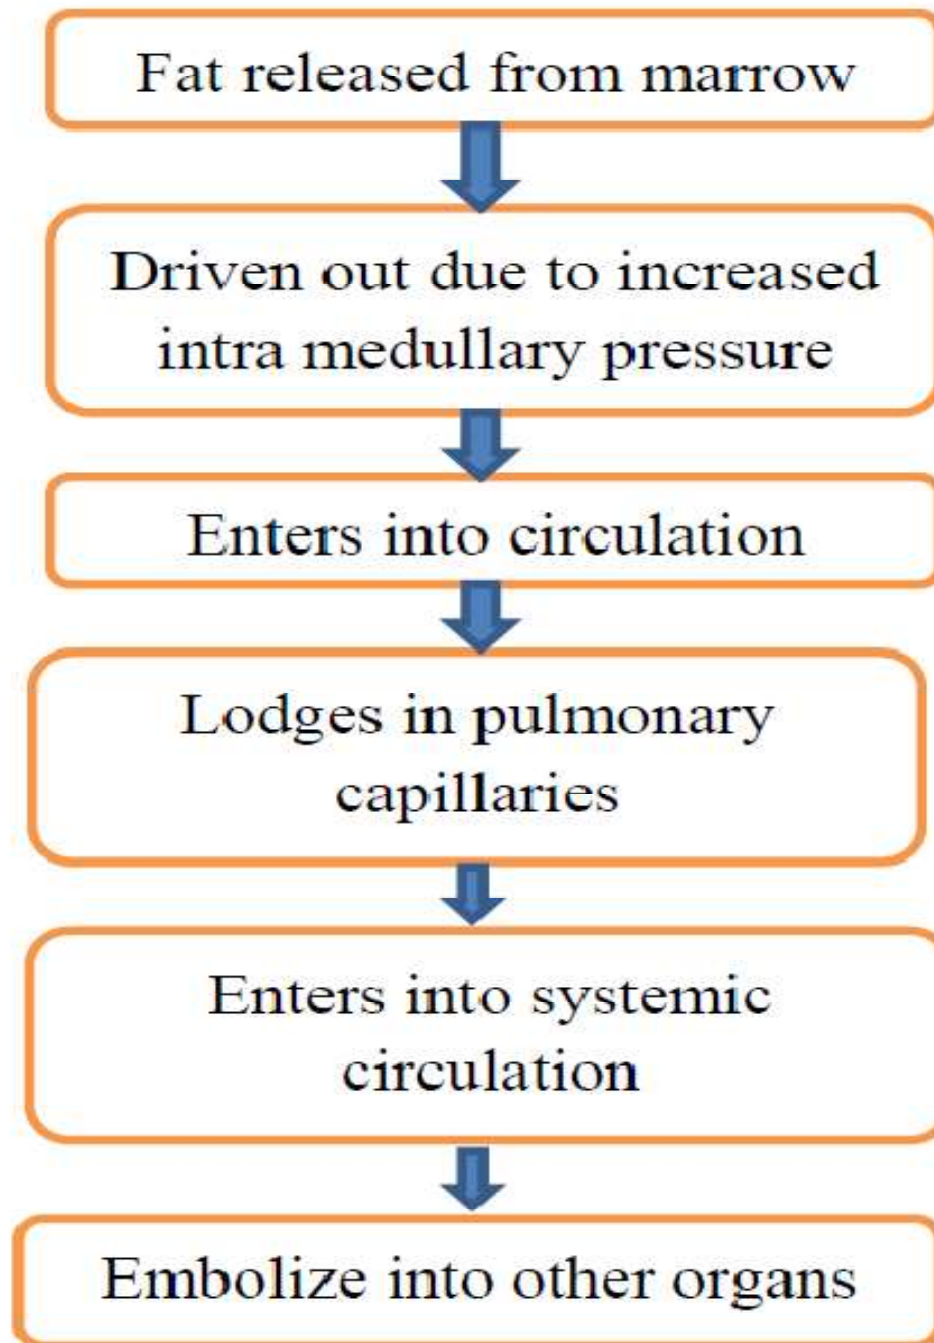 Fat released from marrow
Driven out due to increased
intra medullary pressure
Enters into circulation
Lodges in pulmonary
capillaries
Enters into systemic
circulation
Embolize into other organs